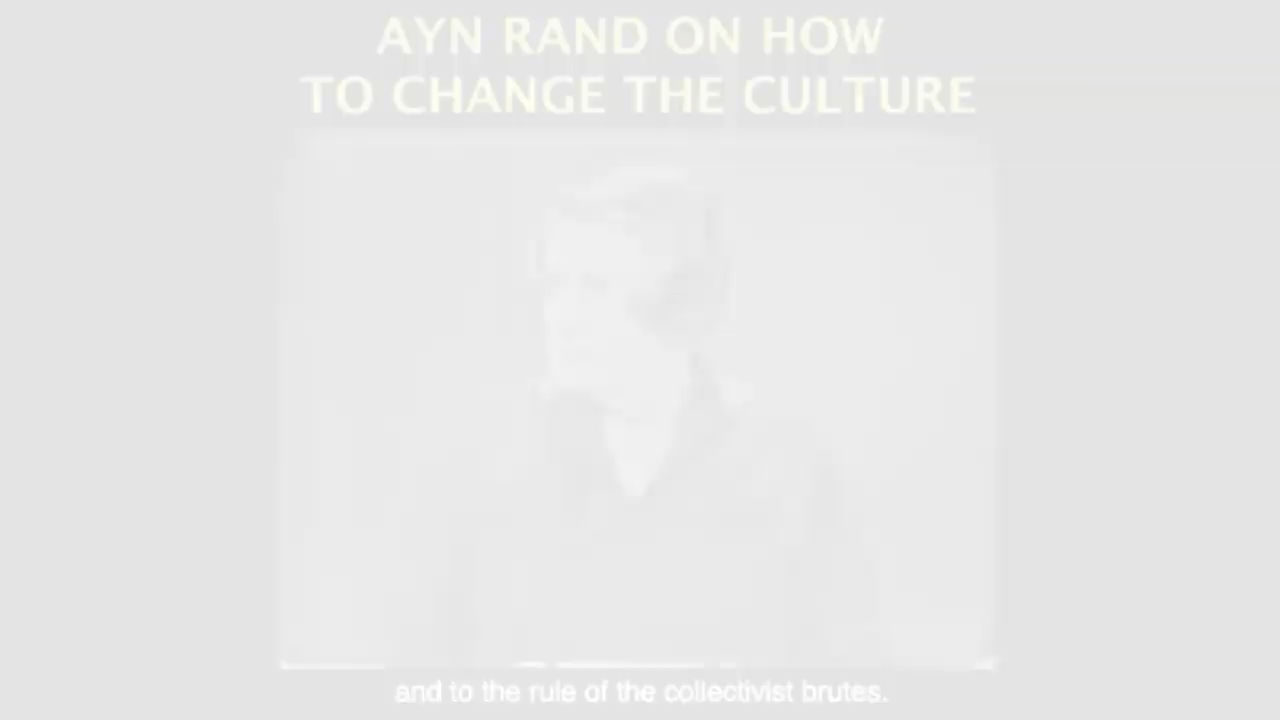 AYN RAND ON HOW
TO CHANGE THE CULTURE
and to the rule of the collectivist brutes.